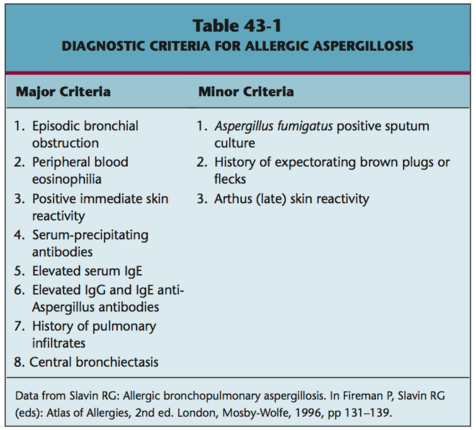 Table 43-1
DIAGNOSTIC CRITERIA FOR ALLERGIC ASPERGILLOSIS
Major Criteria
1. Episodic bronchial
obstruction
2. Peripheral blood
eosinophilia
3. Positive immediate skin
reactivity
4. Serum-precipitating
antibodies
5. Elevated serum IgE
6. Elevated IgG and IgE anti-
Aspergillus antibodies
7. History of pulmonary
infiltrates
8. Central bronchiectasis
Minor Criteria
1. Aspergillus fumigatus positive sputum
culture
2. History of expectorating brown plugs or
flecks
3. Arthus (late) skin reactivity
Data from Slavin RG: Allergic bronchopulmonary aspergillosis. In Fireman P, Slavin RG
(eds): Atlas of Allergies, 2nd ed. London, Mosby-Wolfe, 1996, pp 131–139.